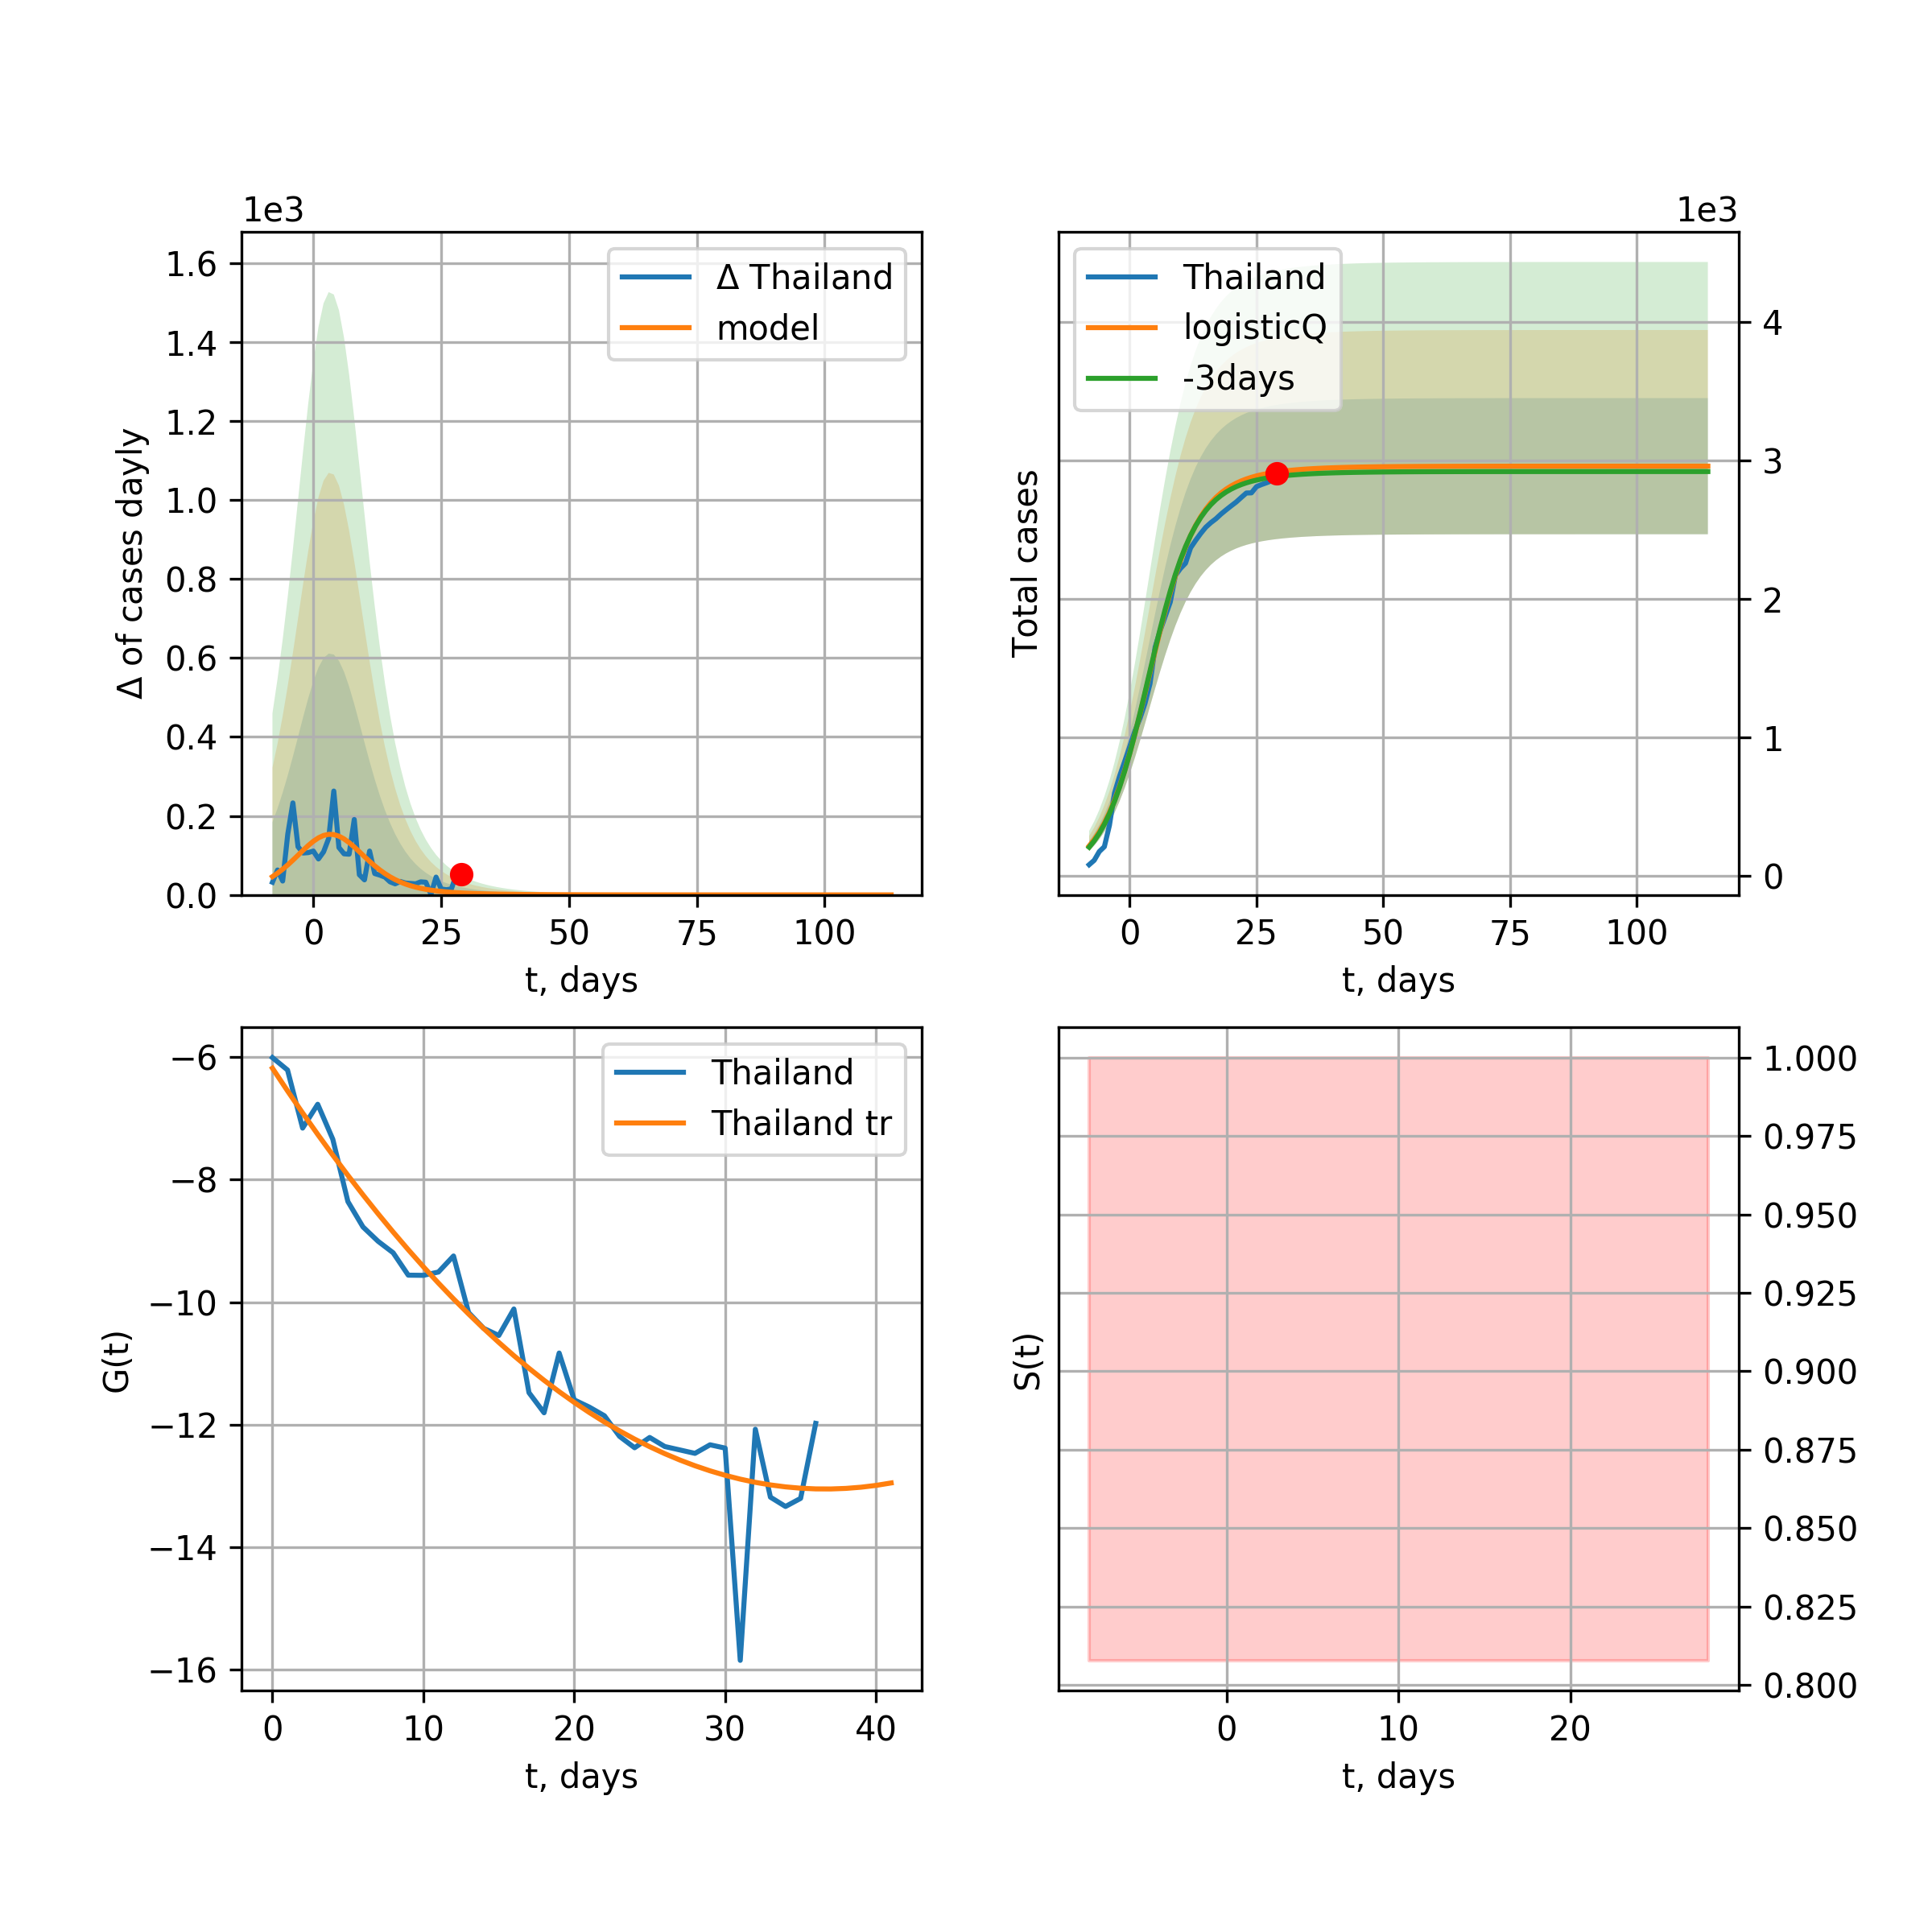 1e3
1.6
1.4
1.2
1.0
0.8
0.6
0.4
0.2
0.0
Δ of cases dayly
Δ Thailand
model
0 25 50 75 100
t, days
1e3
Thailand
logisticQ
-3days
Total cases
4
3
2
1
0
0 25 50 75 100
t, days
−6
−8
−10
−12
−14
−16
G(t)
Thailand
Thailand tr
0 10 20 30 40
t, days
S(t)
1.000
0.975
0.950
0.925
0.900
0.875
0.850
0.825
0.800
0 10 20
t, days